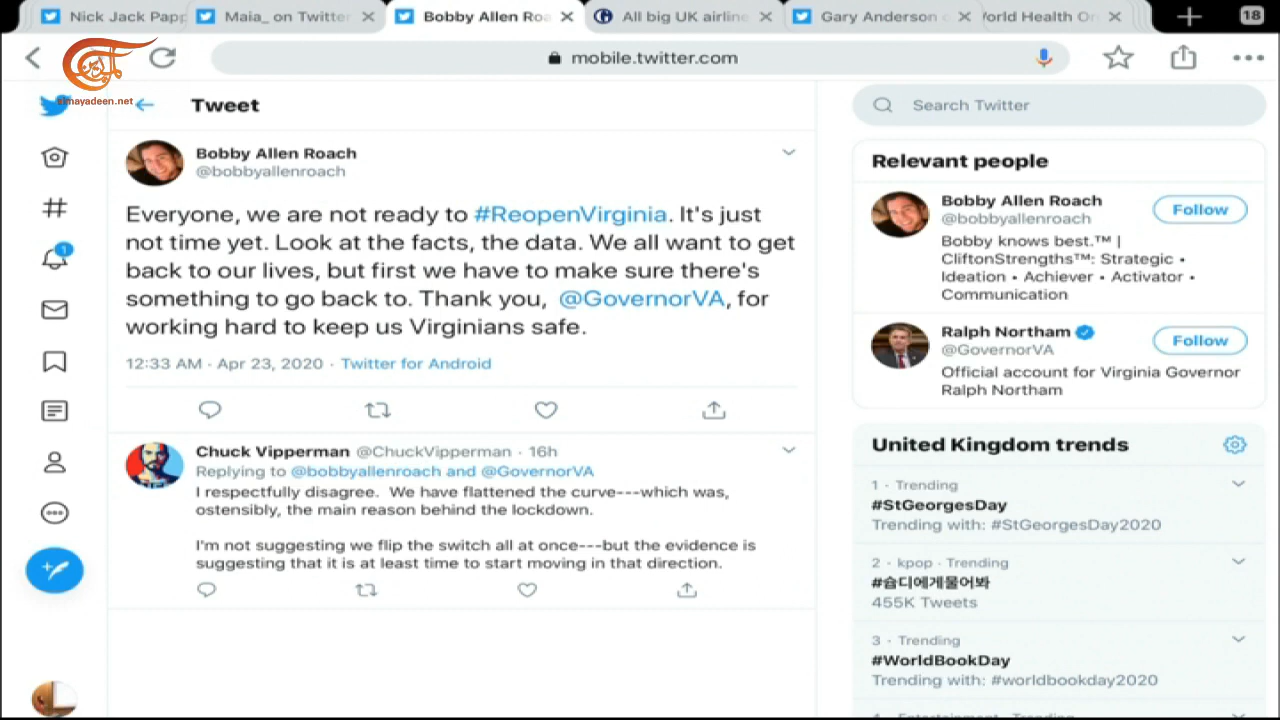 Nick Jack Papp
Maia_ on Twitter
Bobby Allen Roa
All big UK airline
Gary Anderson
orld Health Or
18
mobile.twitter.com
الميادين
almayadeen.net
Tweet
Search Twitter
Bobby Allen Roach
@bobbyallenroach
Everyone, we are not ready to #ReopenVirginia. It's just
not time yet. Look at the facts, the data. We all want to get
back to our lives, but first we have to make sure there's
something to go back to. Thank you, @GovernorVA, for
working hard to keep us Virginians safe.
12:33 AM · Apr 23, 2020 · Twitter for Android
1
Chuck Vipperman @ChuckVipperman · 16h
Replying to @bobbyallenroach and @GovernorVA
I respectfully disagree. We have flattened the curve---which was,
ostensibly, the main reason behind the lockdown.
I'm not suggesting we flip the switch all at once---but the evidence is
suggesting that it is at least time to start moving in that direction.
Relevant people
Bobby Allen Roach
@bobbyallenroach
Follow
Bobby knows best.™ |
CliftonStrengths™: Strategic •
Ideation • Achiever • Activator •
Communication
Ralph Northam
@GovernorVA
Follow
Official account for Virginia Governor
Ralph Northam
United Kingdom trends
1 · Trending
#StGeorgesDay
Trending with: #StGeorgesDay2020
2 · kpop · Trending
#슙디에게물어봐
455K Tweets
3 · Trending
#WorldBookDay
Trending with: #worldbookday2020
4 · Entertainment · Trending